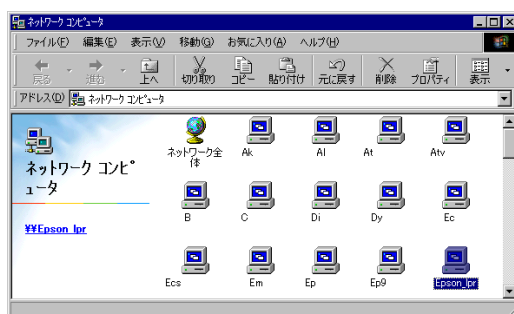 ネットワーク コンピュータ
ファイル(F) 編集(E) 表示(V) 移動(G) お気に入り(A) ヘルプ(H)
戻る 進む 上へ 切り取り コピー 貼り付け 元に戻す 削除 プロパティ 表示
アドレス(D) ネットワーク コンピュータ
ネットワーク コンピ
ュータ
¥¥Epson_lpr
ネットワーク全
体
Ak Al At Atv
B C Di Dy Ec
Ecs Em Ep Ep9 Epson_lpr